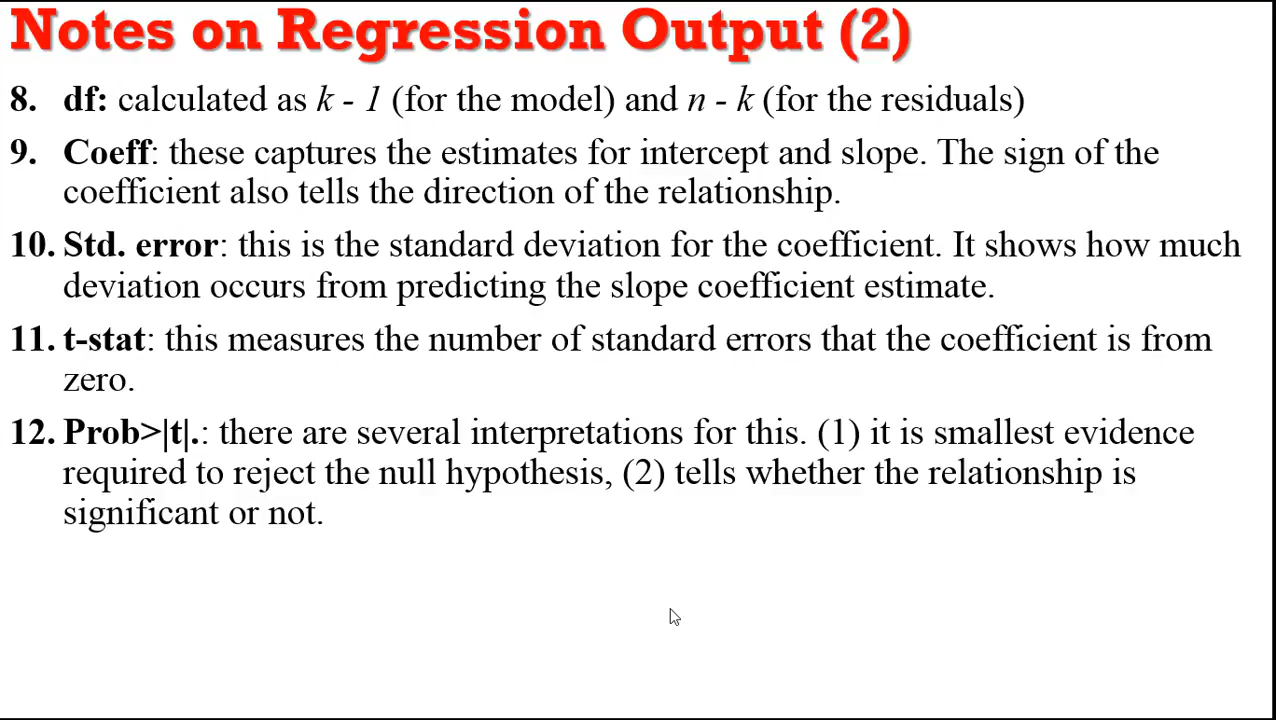 Notes on Regression Output (2)
8. df: calculated as k - 1 (for the model) and n - k (for the residuals)
9. Coeff: these captures the estimates for intercept and slope. The sign of the
coefficient also tells the direction of the relationship.
10. Std. error: this is the standard deviation for the coefficient. It shows how much
deviation occurs from predicting the slope coefficient estimate.
11. t-stat: this measures the number of standard errors that the coefficient is from
zero.
12. Prob>|t|.: there are several interpretations for this. (1) it is smallest evidence
required to reject the null hypothesis, (2) tells whether the relationship is
significant or not.